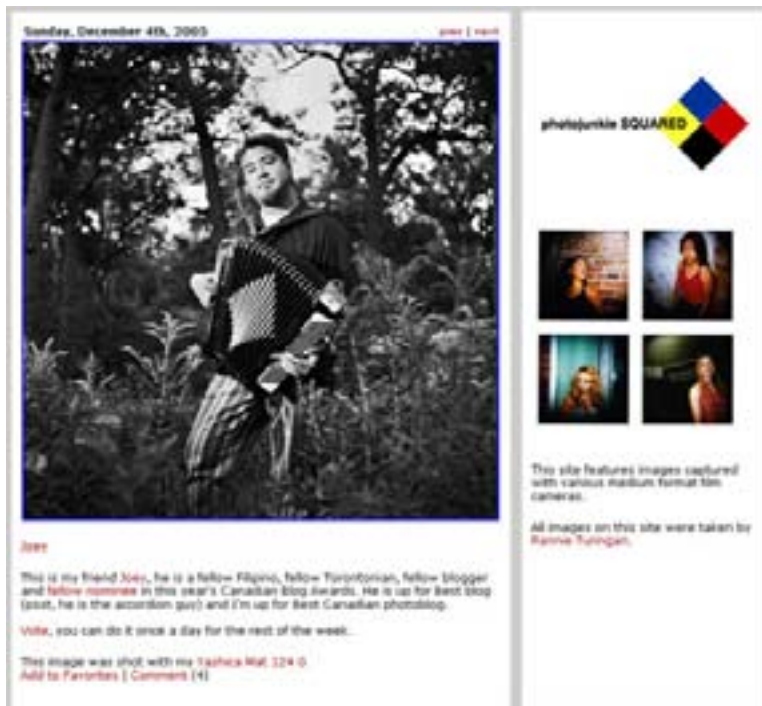 Sunday, December 4th, 2005
prev | next
photojunkie SQUARED
Joey
This is my friend Joey, he is a fellow Filipino, fellow Torontonian, fellow blogger
and fellow nominee in this year's Canadian Blog Awards. He is up for Best blog
(psst, he is the accordion guy) and I'm up for Best Canadian photoblog.
Vote, you can do it once a day for the rest of the week.
This image was shot with my Yashica Mat 124 G
Add to Favorites | Comment (4)
This site features images captured
with various medium format film
cameras.
All images on this site were taken by
Rannie Turingan.